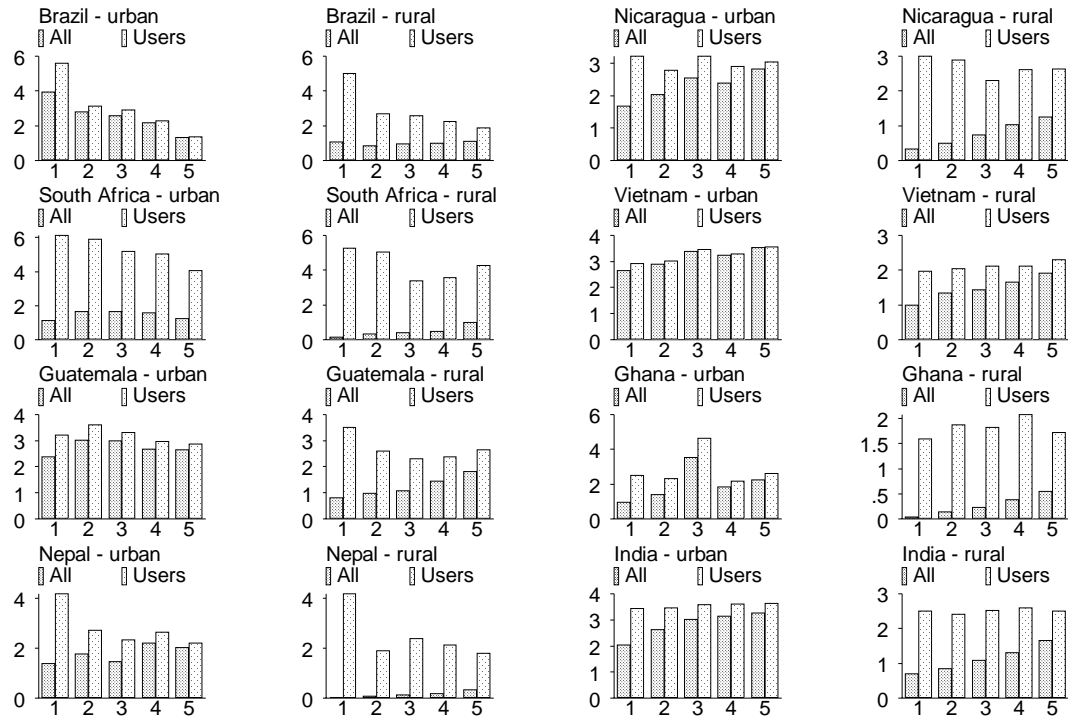 Brazil - urban
All Users
6
4
2
0
1 2 3 4 5
Brazil - rural
All Users
6
4
2
0
1 2 3 4 5
Nicaragua - urban
All Users
3
2
1
0
1 2 3 4 5
Nicaragua - rural
All Users
3
2
1
0
1 2 3 4 5
South Africa - urban
All Users
6
4
2
0
1 2 3 4 5
South Africa - rural
All Users
6
4
2
0
1 2 3 4 5
Vietnam - urban
All Users
4
3
2
1
0
1 2 3 4 5
Vietnam - rural
All Users
3
2
1
0
1 2 3 4 5
Guatemala - urban
All Users
4
3
2
1
0
1 2 3 4 5
Guatemala - rural
All Users
4
3
2
1
0
1 2 3 4 5
Ghana - urban
All Users
6
4
2
0
1 2 3 4 5
Ghana - rural
All Users
2
1.5
1
.5
0
1 2 3 4 5
Nepal - urban
All Users
4
2
0
1 2 3 4 5
Nepal - rural
All Users
4
2
0
1 2 3 4 5
India - urban
All Users
4
3
2
1
0
1 2 3 4 5
India - rural
All Users
3
2
1
0
1 2 3 4 5